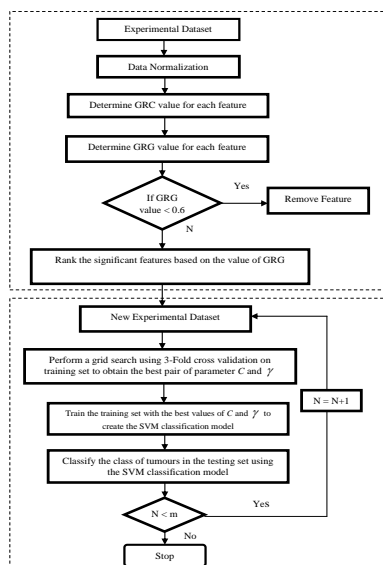 Experimental Dataset
Data Normalization
Determine GRC value for each feature
Determine GRG value for each feature
If GRG
value < 0.6
Yes
Remove Feature
N
Rank the significant features based on the value of GRG
New Experimental Dataset
Perform a grid search using 3-Fold cross validation on
training set to obtain the best pair of parameter C and γ
N = N+1
Train the training set with the best values of C and γ to
create the SVM classification model
Classify the class of tumours in the testing set using
the SVM classification model
N < m
Yes
No
Stop